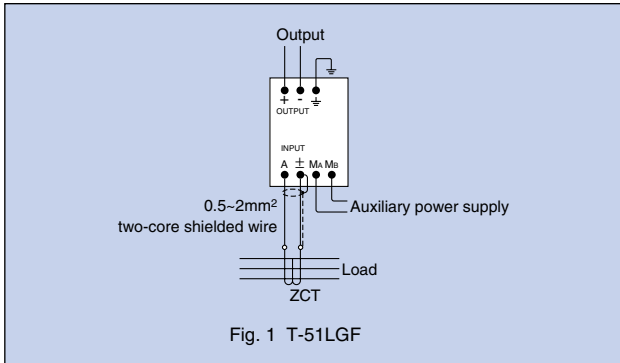 Output
+ - ⏚
OUTPUT
INPUT
A ± MA MB
0.5~2mm²
two-core shielded wire
Auxiliary power supply
Load
ZCT
Fig. 1 T-51LGF